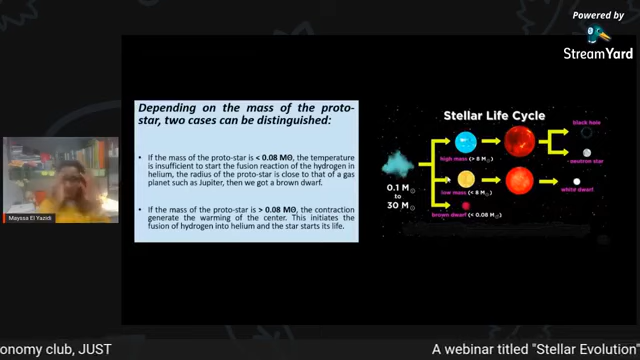 Powered by
StreamYard
Depending on the mass of the proto-
star, two cases can be distinguished:
• If the mass of the proto-star is < 0.08 MΘ, the temperature
is insufficient to start the fusion reaction of the hydrogen in
helium, the radius of the proto-star is close to that of a gas
planet such as Jupiter, then we got a brown dwarf.
• If the mass of the proto-star is > 0.08 MΘ, the contraction
generate the warming of the center. This initiates the
fusion of hydrogen into helium and the star starts its life.
Stellar Life Cycle
black hole
high mass (> 8 M☉)
neutron star
0.1 M☉
to
30 M☉
low mass (< 8 M☉)
white dwarf
brown dwarf (< 0.08 M☉)
Mayssa El Yazidi
onomy club, JUST
A webinar titled "Stellar Evolution"